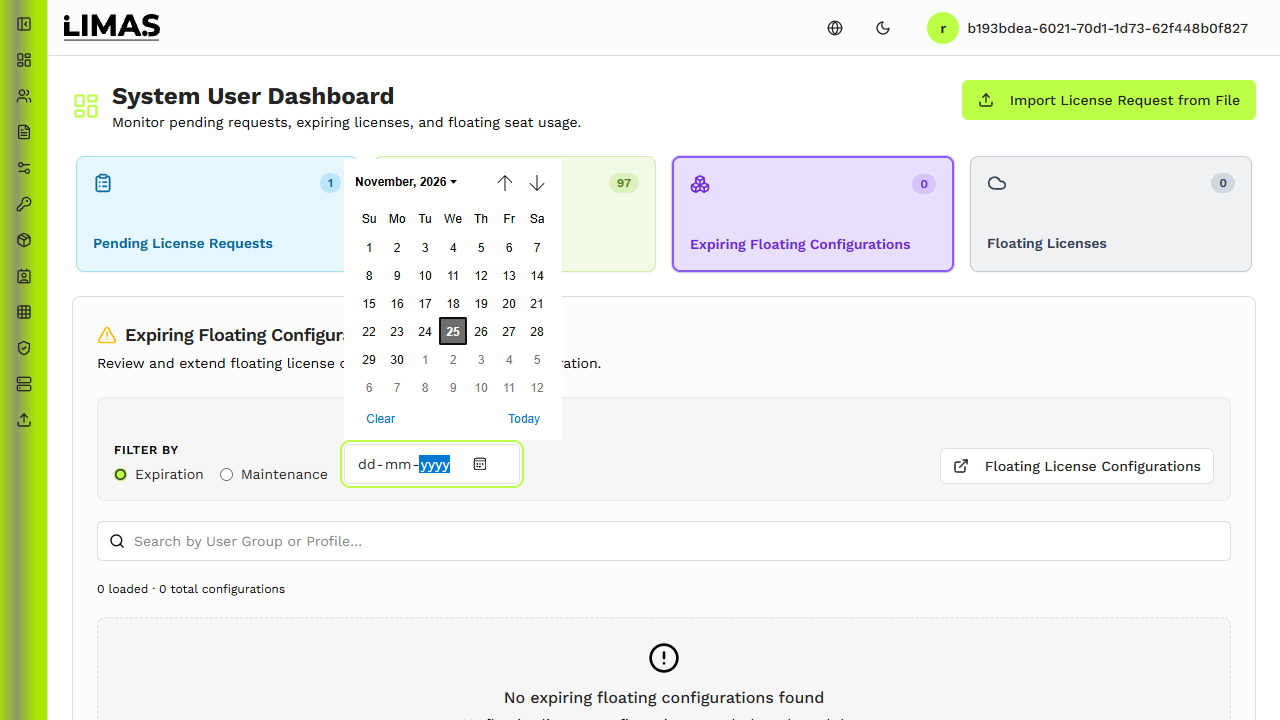 LIMAS
r
b193bdea-6021-70d1-1d73-62f448b0f827
System User Dashboard
Monitor pending requests, expiring licenses, and floating seat usage.
Import License Request from File
1
Pending License Requests
97
0
Expiring Floating Configurations
0
Floating Licenses
November, 2026
Su Mo Tu We Th Fr Sa
1 2 3 4 5 6 7
8 9 10 11 12 13 14
15 16 17 18 19 20 21
22 23 24 25 26 27 28
29 30 1 2 3 4 5
6 7 8 9 10 11 12
Clear Today
Expiring Floating
Review and extend floating license
FILTER BY
Expiration
Maintenance
dd-mm-yyyy
Floating License Configurations
Search by User Group or Profile...
0 loaded · 0 total configurations
No expiring floating configurations found